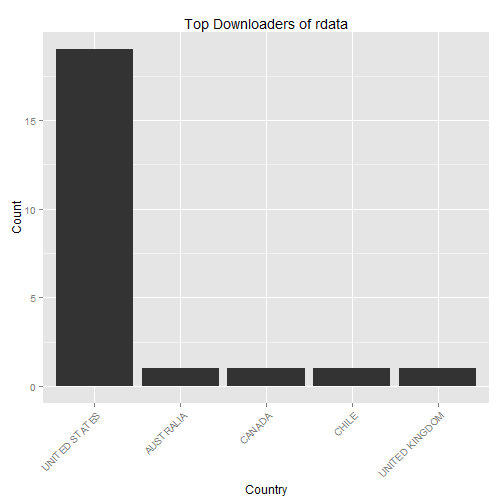 Top Downloaders of rdata
Count
15
10
5
0
UNITED STATES
AUSTRALIA
CANADA
CHILE
UNITED KINGDOM
Country